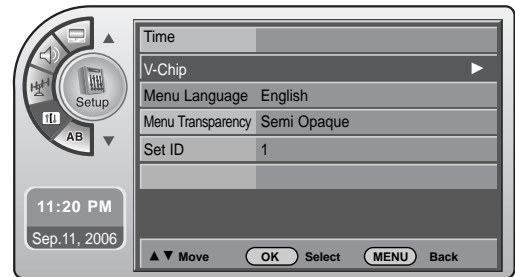 Time
V-Chip ▶
Menu Language English
Menu Transparency Semi Opaque
Set ID 1
Setup
AB
11:20 PM
Sep.11, 2006
▲▼ Move OK Select MENU Back